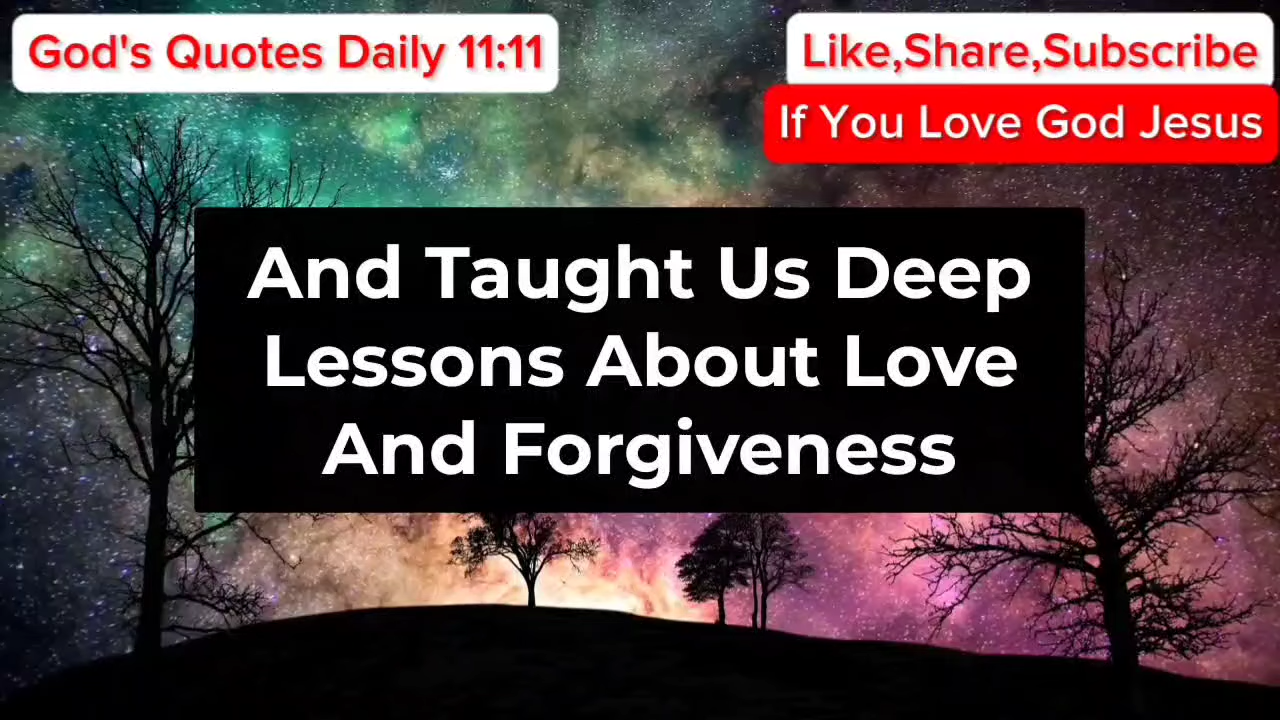 God's Quotes Daily 11:11
Like,Share,Subscribe
If You Love God Jesus
And Taught Us Deep
Lessons About Love
And Forgiveness